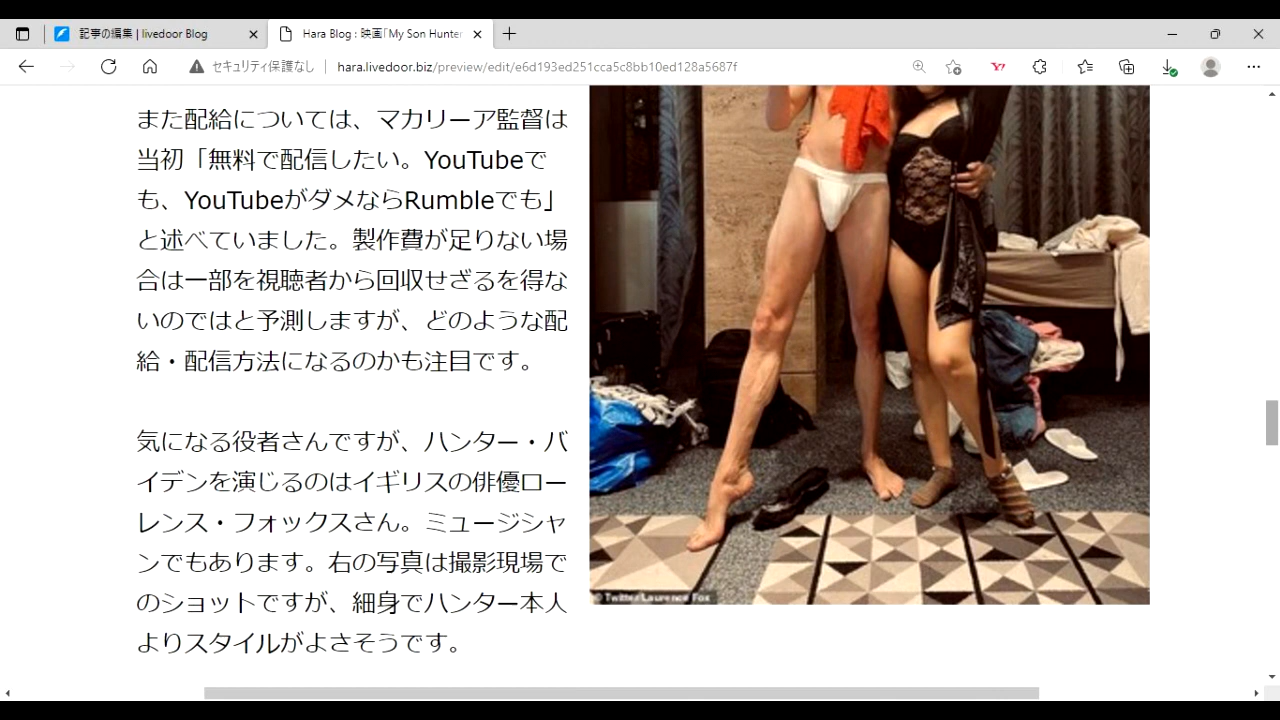 記事の編集 | livedoor Blog
Hara Blog : 映画「My Son Hunter
セキュリティ保護なし
hara.livedoor.biz/preview/edit/e6d193ed251cca5c8bb10ed128a5687f
また配給については、マカリーア監督は
当初「無料で配信したい。YouTubeで
も、YouTubeがダメならRumbleでも」
と述べていました。製作費が足りない場
合は一部を視聴者から回収せざるを得な
いのではと予測しますが、どのような配
給・配信方法になるのかも注目です。
気になる役者さんですが、ハンター・バ
イデンを演じるのはイギリスの俳優ロー
レンス・フォックスさん。ミュージシャ
ンでもあります。右の写真は撮影現場で
のショットですが、細身でハンター本人
よりスタイルがよさそうです。
© Twitter/Laurence Fox